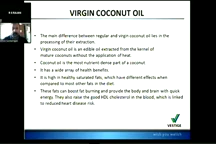 VIRGIN COCONUT OIL
• The main difference between regular and virgin coconut oil lies in the
processing of their extraction.
• Virgin coconut oil is an edible oil extracted from the kernel of
mature coconuts without the application of heat.
• Coconut oil is the most nutrient dense part of a coconut
• It has a wide array of health benefits
• It is high in healthy saturated fats, which have different effects when
compared to most other fats in the diet
• These fats can boost fat burning and provide the body and brain with quick
energy. They also raise the good HDL cholesterol in the blood, which is linked
to reduced heart disease risk.
VESTIGE